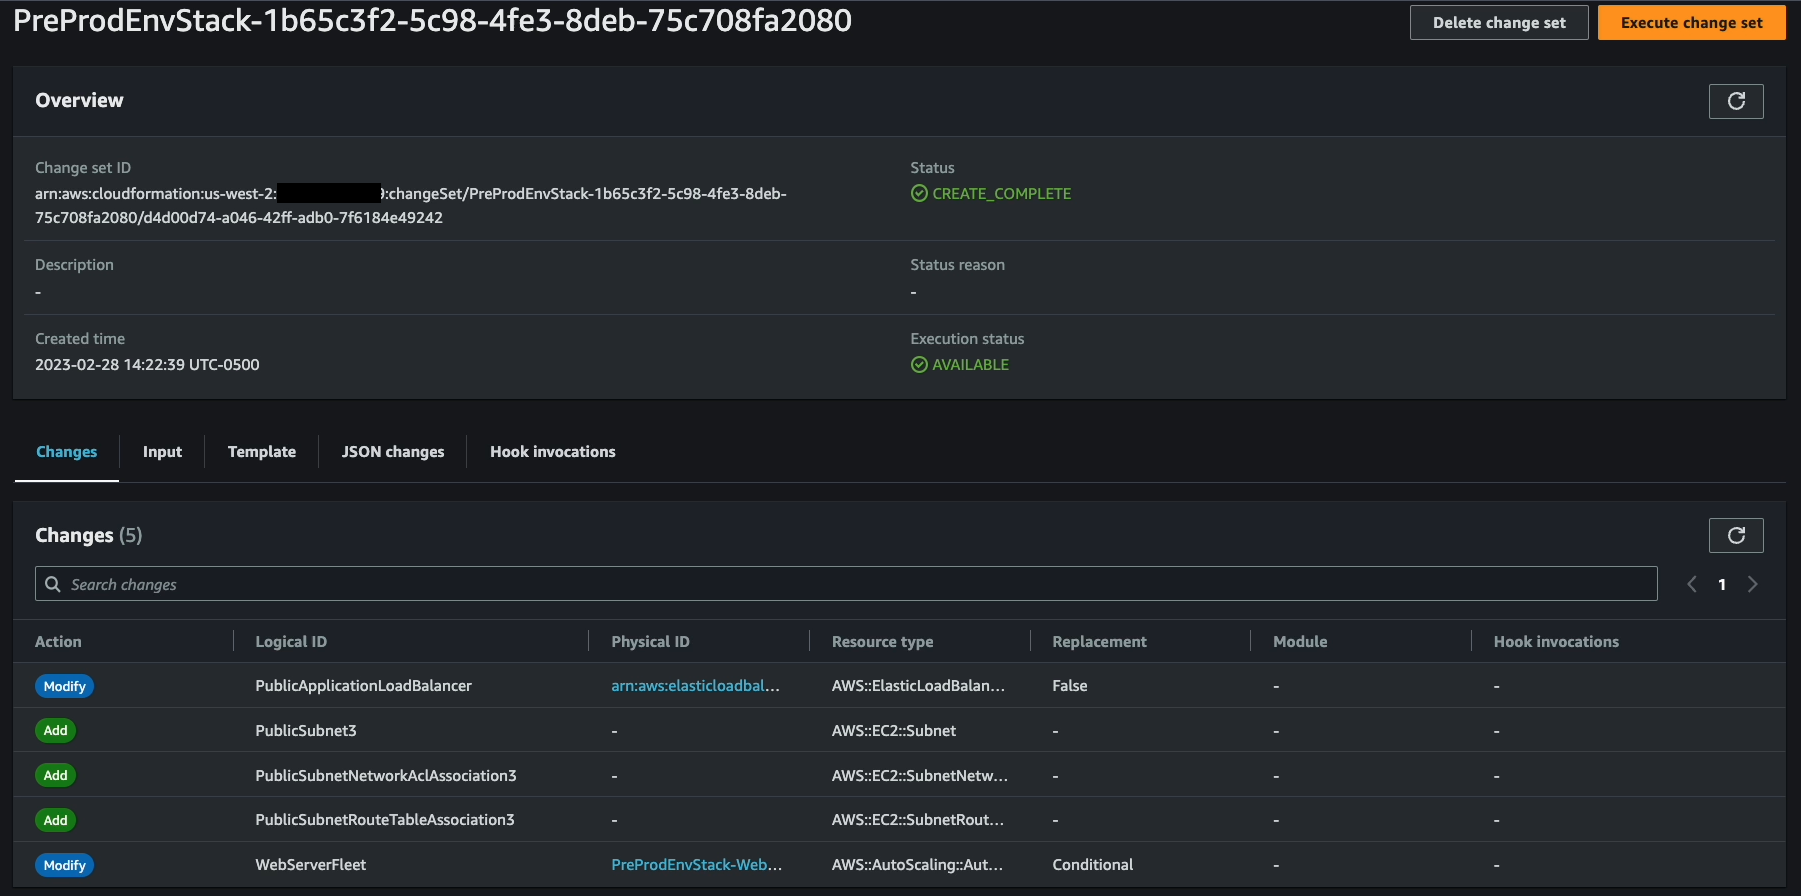 PreProdEnvStack-1b65c3f2-5c98-4fe3-8deb-75c708fa2080
Delete change set
Execute change set
Overview
Change set ID
arn:aws:cloudformation:us-west-2: :changeSet/PreProdEnvStack-1b65c3f2-5c98-4fe3-8deb-
75c708fa2080/d4d00d74-a046-42ff-adb0-7f6184e49242
Status
CREATE_COMPLETE
Description
-
Status reason
-
Created time
2023-02-28 14:22:39 UTC-0500
Execution status
AVAILABLE
Changes
Input
Template
JSON changes
Hook invocations
Changes (5)
Search changes
1
Action Logical ID Physical ID Resource type Replacement Module Hook invocations
Modify PublicApplicationLoadBalancer arn:aws:elasticloadbal... AWS::ElasticLoadBalan... False - -
Add PublicSubnet3 - AWS::EC2::Subnet - - -
Add PublicSubnetNetworkAclAssociation3 - AWS::EC2::SubnetNetw... - - -
Add PublicSubnetRouteTableAssociation3 - AWS::EC2::SubnetRout... - - -
Modify WebServerFleet PreProdEnvStack-Web... AWS::AutoScaling::Aut... Conditional - -